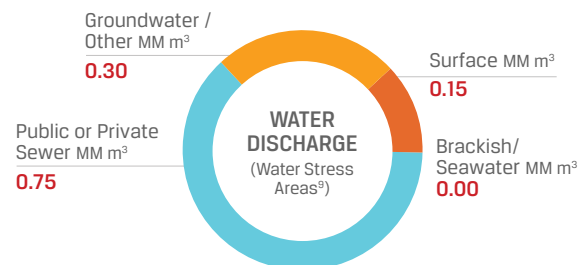 Groundwater /
Other MM m³
0.30
Surface MM m³
0.15
WATER
DISCHARGE
(Water Stress
Areas⁹)
Public or Private
Sewer MM m³
0.75
Brackish/
Seawater MM m³
0.00